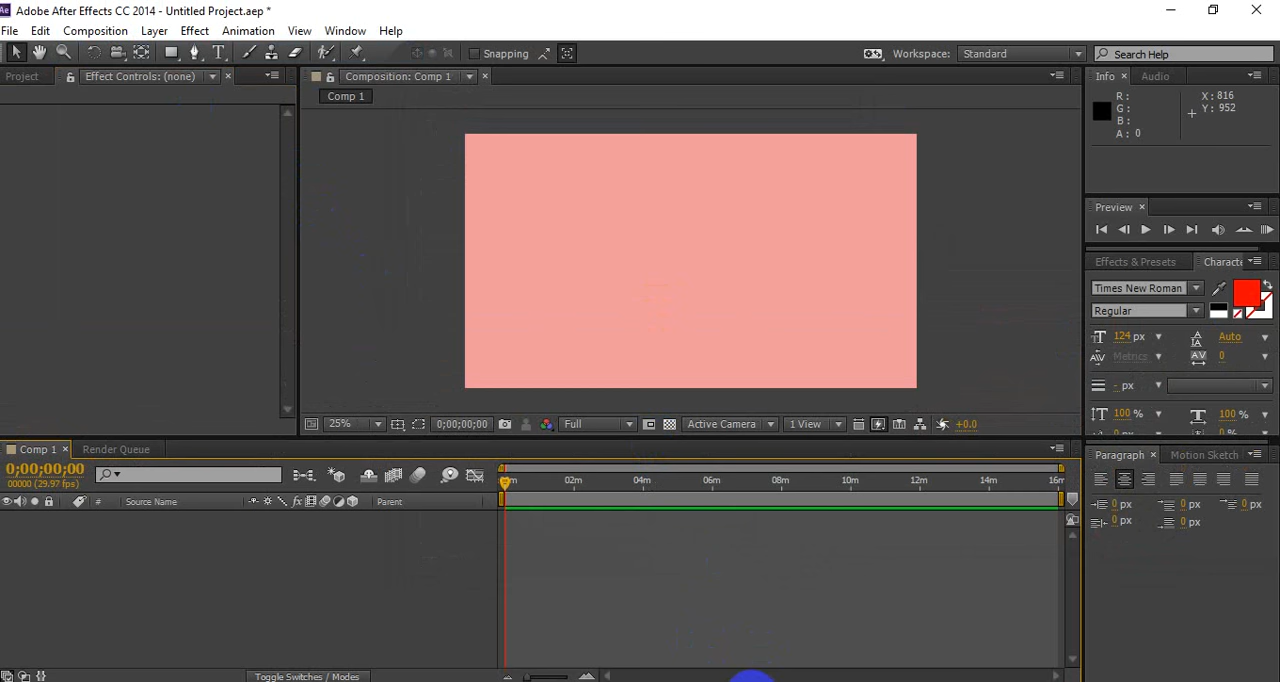 Adobe After Effects CC 2014 - Untitled Project.aep *
File Edit Composition Layer Effect Animation View Window Help
Snapping Workspace: Standard Search Help
Project Effect Controls: (none) Composition: Comp 1 Info Audio
Comp 1
R: X: 816
G: Y: 952
B:
A: 0
Preview
Effects & Presets Characte
Times New Roman
Regular
124 px Auto
Metrics 0
- px
100 % 100 %
25% 0;00;00;00 Full Active Camera 1 View +0.0
Comp 1 Render Queue
Paragraph Motion Sketch
0;00;00;00
00000 (29.97 fps)
02m 04m 06m 08m 10m 12m 14m 16m
# Source Name Parent
0 px 0 px 0 px
0 px 0 px
Toggle Switches / Modes